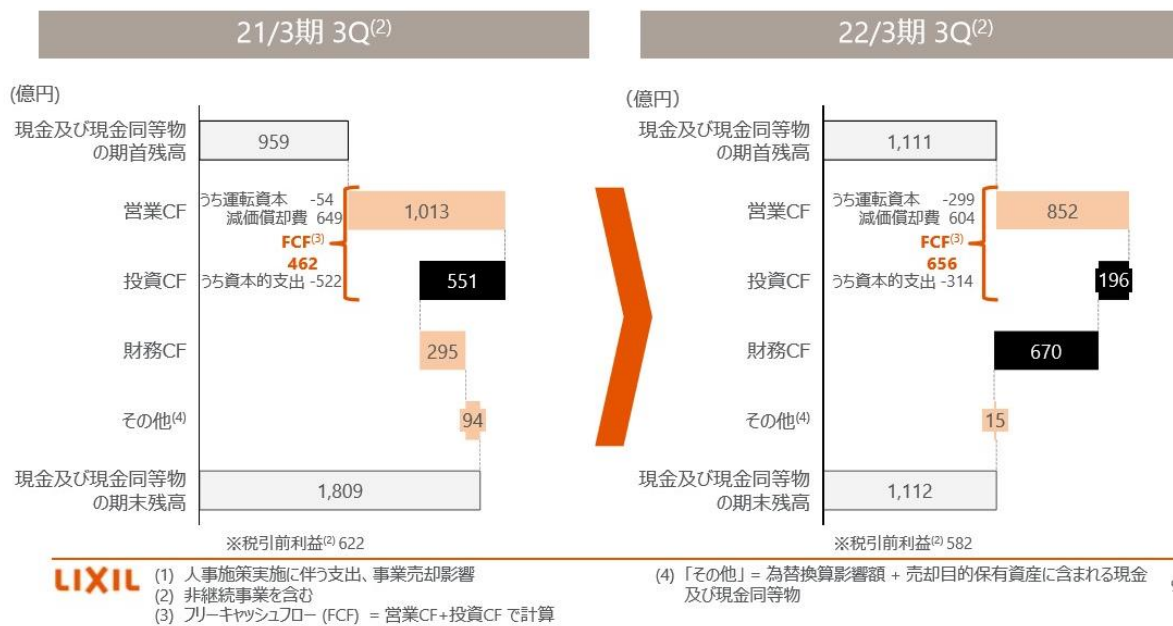 21/3期 3Q(2)
22/3期 3Q(2)
(億円)
現金及び現金同等物
の期首残高
959
営業CF
うち運転資本 -54
減価償却費 649
1,013
FCF(3)
462
投資CF
うち資本的支出 -522
551
財務CF
295
その他(4)
94
現金及び現金同等物
の期末残高
1,809
※税引前利益(2) 622
(億円)
現金及び現金同等物
の期首残高
1,111
営業CF
うち運転資本 -299
減価償却費 604
852
FCF(3)
656
投資CF
うち資本的支出 -314
196
財務CF
670
その他(4)
15
現金及び現金同等物
の期末残高
1,112
※税引前利益(2) 582
LIXIL
(1) 人事施策実施に伴う支出、事業売却影響
(2) 非継続事業を含む
(3) フリーキャッシュフロー (FCF) = 営業CF+投資CF で計算
(4) 「その他」= 為替換算影響額 + 売却目的保有資産に含まれる現金
及び現金同等物